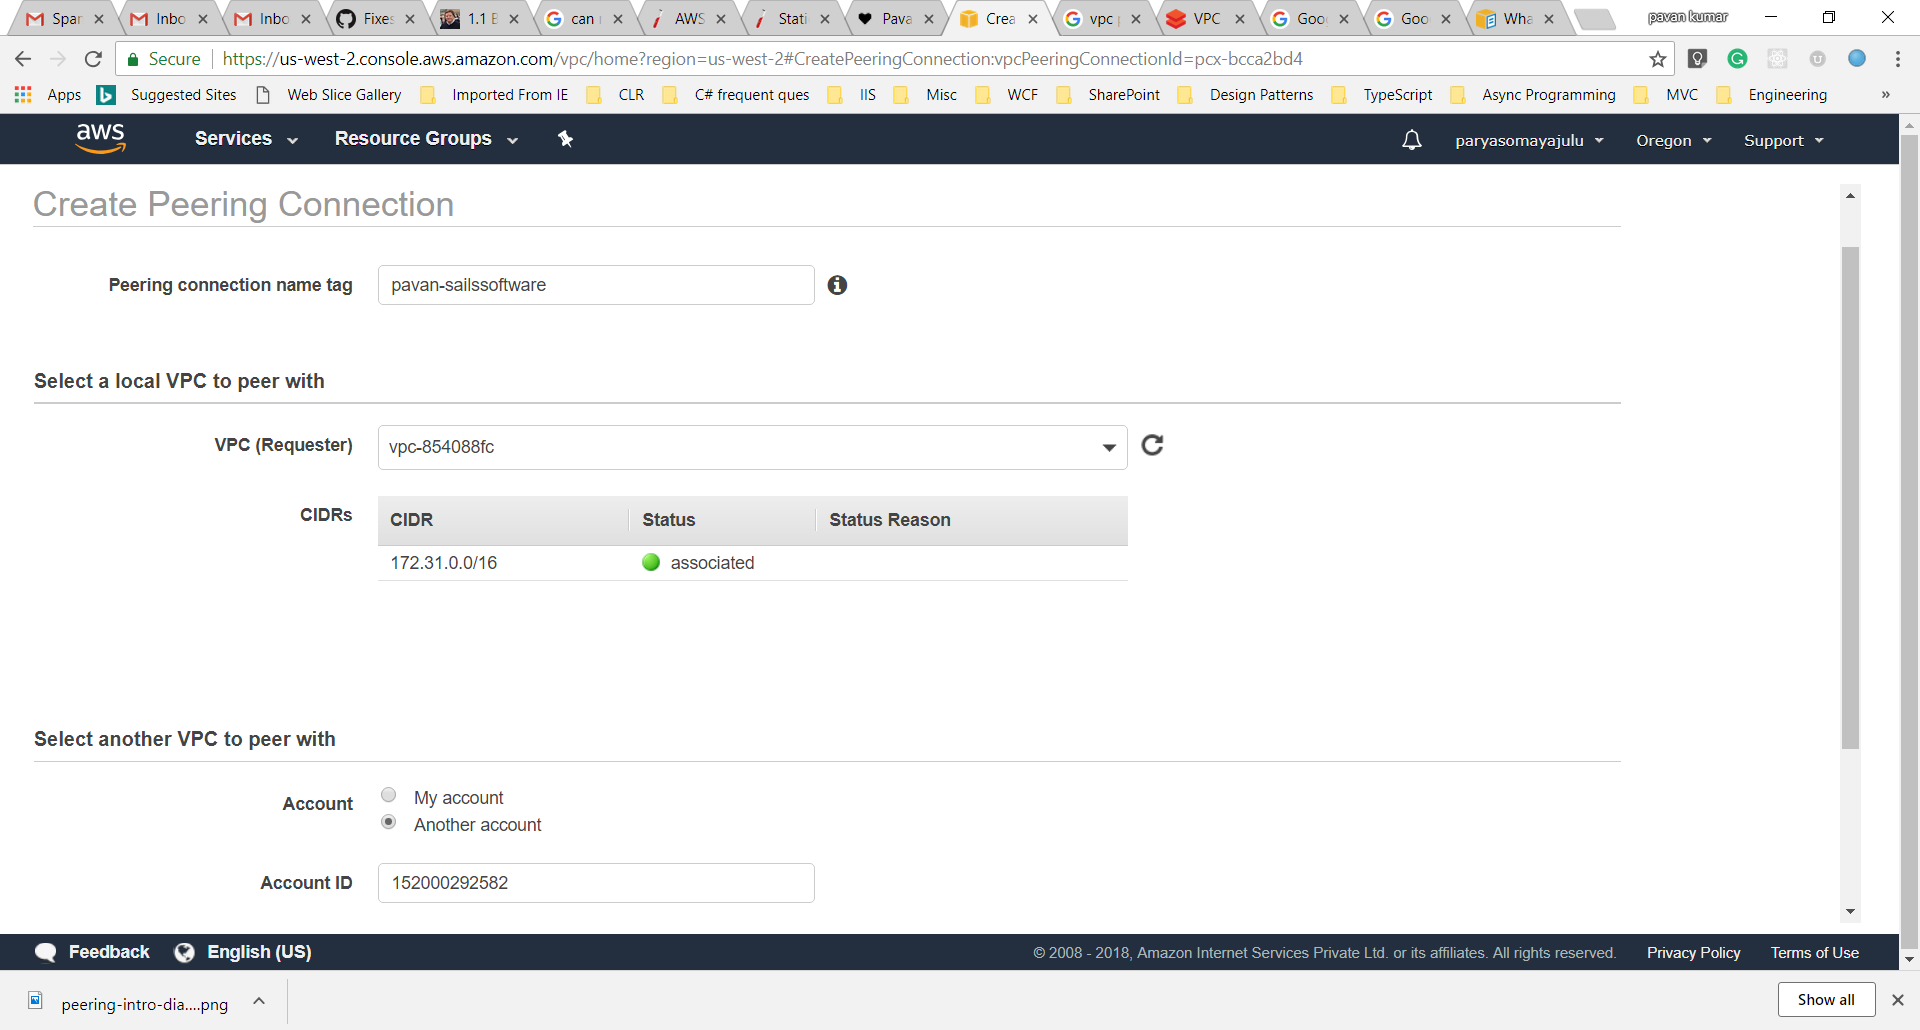 Spar
Inbo
Inbo
Fixes
1.1 E
can
AWS
Stati
Pava
Crea
vpc p
VPC
Goo
Goo
Wha
pavan kumar
Secure
https://us-west-2.console.aws.amazon.com/vpc/home?region=us-west-2#CreatePeeringConnection:vpcPeeringConnectionId=pcx-bcca2bd4
Apps Suggested Sites Web Slice Gallery Imported From IE CLR C# frequent ques IIS Misc WCF SharePoint Design Patterns TypeScript Async Programming MVC Engineering »
aws Services Resource Groups paryasomayajulu Oregon Support
Create Peering Connection
Peering connection name tag pavan-sailssoftware
Select a local VPC to peer with
VPC (Requester) vpc-854088fc
CIDRs CIDR Status Status Reason
172.31.0.0/16 associated
Select another VPC to peer with
Account My account
Another account
Account ID 152000292582
Feedback English (US) © 2008 - 2018, Amazon Internet Services Private Ltd. or its affiliates. All rights reserved. Privacy Policy Terms of Use
peering-intro-dia....png Show all